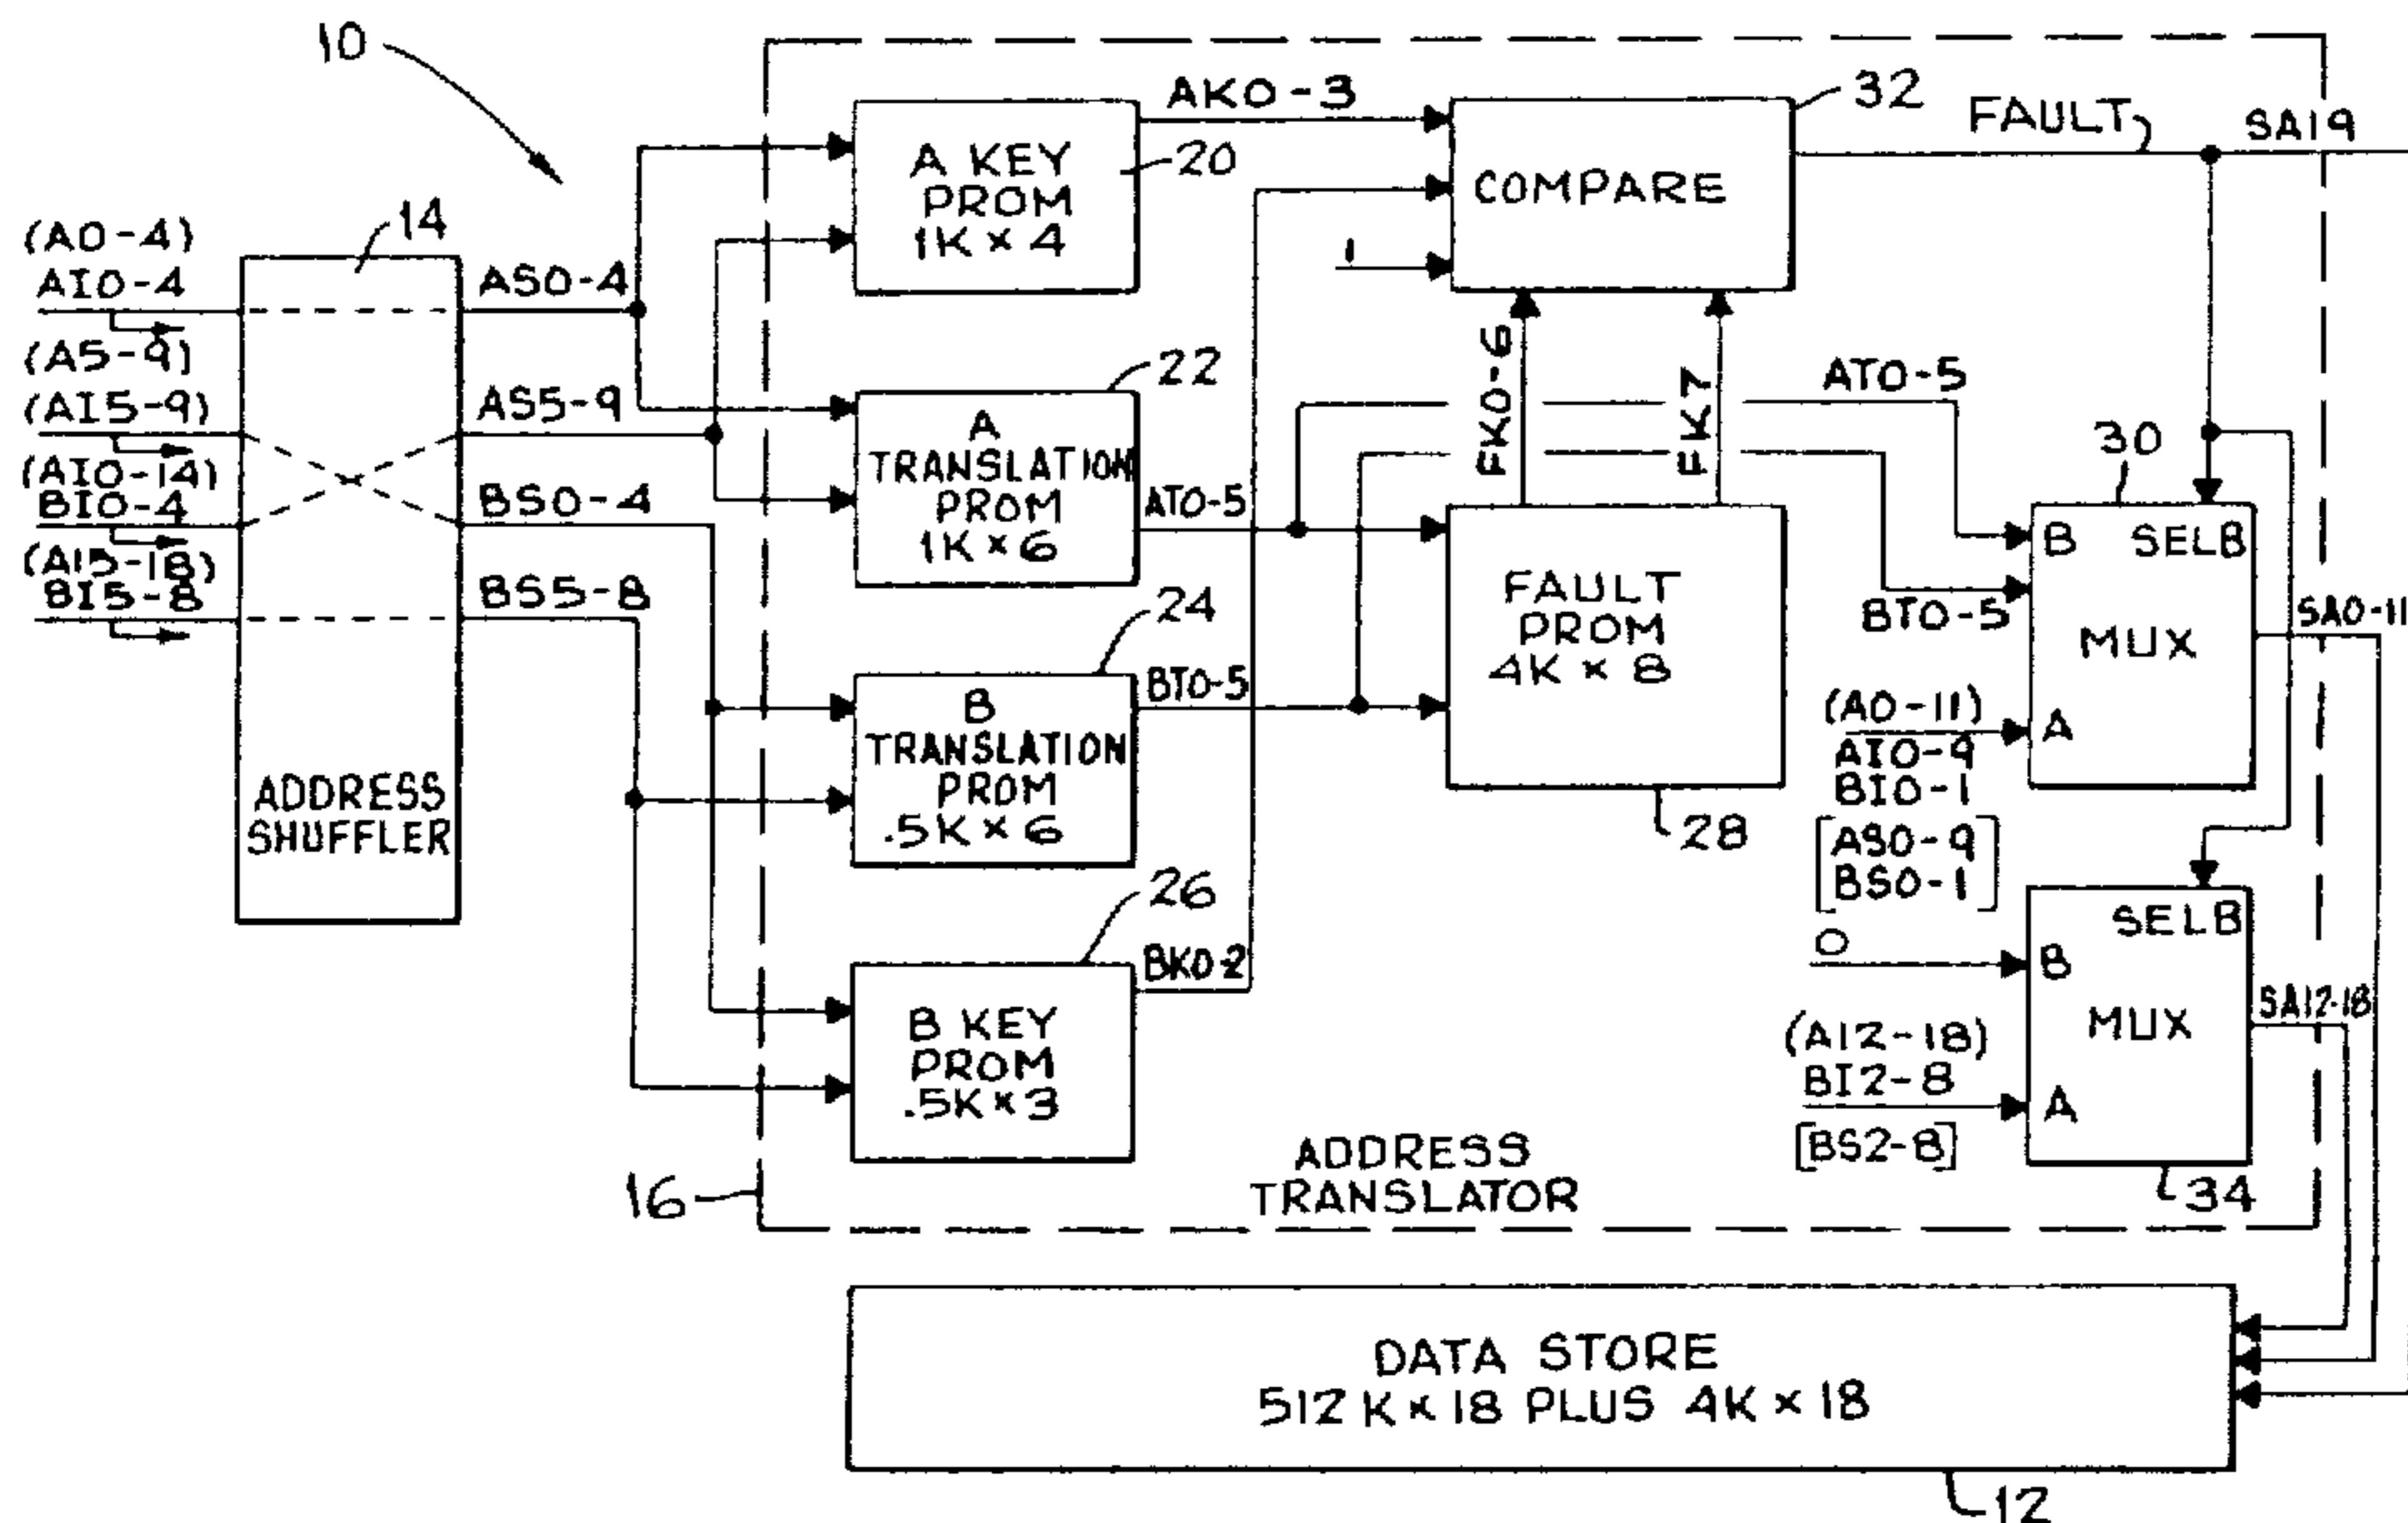 10
(A0-4)
AI0-4
(A5-9)
(AI5-9)
(AI0-14)
BI0-4
(A15-18)
BI5-8
14
ADDRESS
SHUFFLER
AS0-4
AS5-9
BS0-4
BS5-8
A KEY
PROM
1K × 4
20
AK0-3
A
TRANSLATION
PROM
1K × 6
22
AT0-5
B
TRANSLATION
PROM
.5K × 6
24
BT0-5
B KEY
PROM
.5K × 3
26
BK0-2
16
COMPARE
32
1
FK0-6
FK7
FAULT
PROM
4K × 8
28
FAULT
SA19
AT0-5
BT0-5
30
B SELB
MUX
A
(A0-11)
AI0-9
BI0-1
[AS0-9
BS0-1]
SA0-11
0
SELB
B
MUX
A
(A12-18)
BI2-8
[BS2-8]
SA12-18
34
ADDRESS
TRANSLATOR
DATA STORE
512 K × 18 PLUS 4K × 18
12